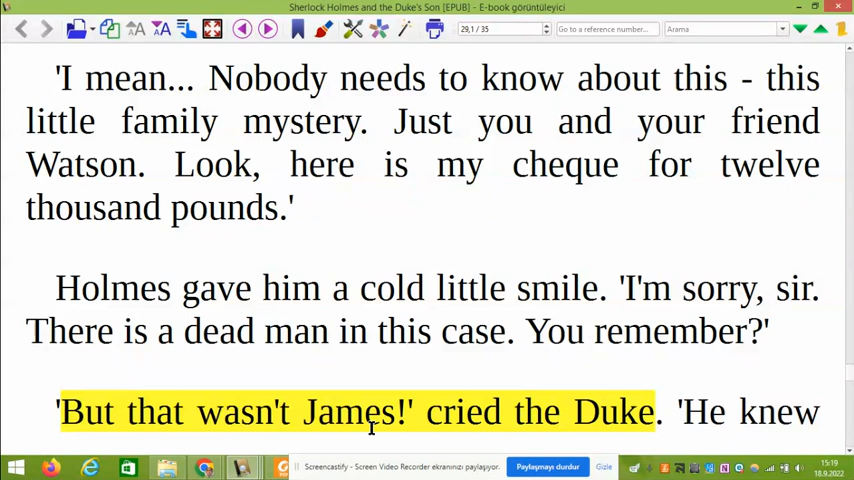 Sherlock Holmes and the Duke's Son [EPUB] - E-book görüntüleyici
29,1 / 35
Go to a reference number...
Arama
'I mean... Nobody needs to know about this - this
little family mystery. Just you and your friend
Watson. Look, here is my cheque for twelve
thousand pounds.'
Holmes gave him a cold little smile. 'I'm sorry, sir.
There is a dead man in this case. You remember?'
'But that wasn't James!' cried the Duke. 'He knew
Screencastify - Screen Video Recorder ekranınızı paylaşıyor.
Paylaşmayı durdur
Gizle
15:19
18.9.2022